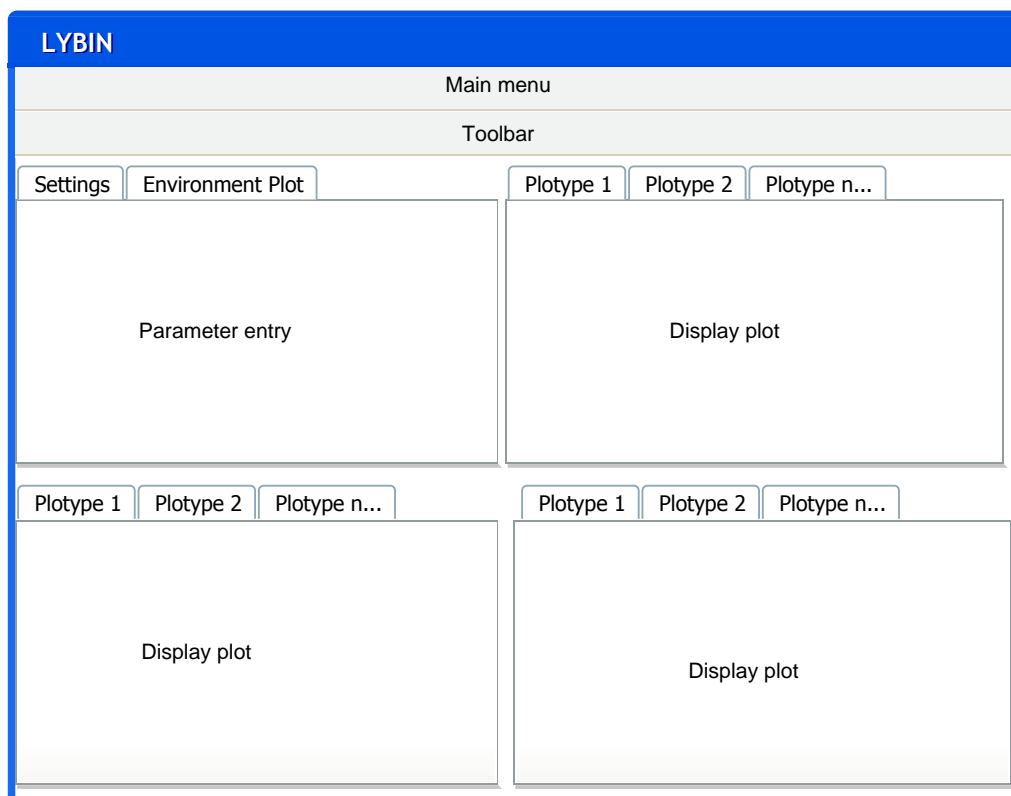 LYBIN
Main menu
Toolbar
Settings Environment Plot
Plotype 1 Plotype 2 Plotype n...
Parameter entry
Display plot
Plotype 1 Plotype 2 Plotype n...
Plotype 1 Plotype 2 Plotype n...
Display plot
Display plot